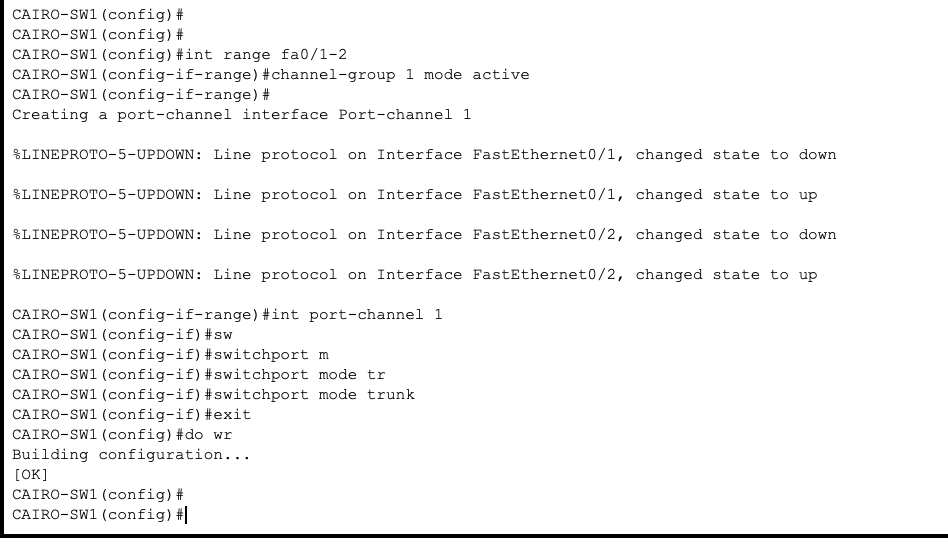 CAIRO-SW1(config)#
CAIRO-SW1(config)#
CAIRO-SW1(config)#int range fa0/1-2
CAIRO-SW1(config-if-range)#channel-group 1 mode active
CAIRO-SW1(config-if-range)#
Creating a port-channel interface Port-channel 1
%LINEPROTO-5-UPDOWN: Line protocol on Interface FastEthernet0/1, changed state to down
%LINEPROTO-5-UPDOWN: Line protocol on Interface FastEthernet0/1, changed state to up
%LINEPROTO-5-UPDOWN: Line protocol on Interface FastEthernet0/2, changed state to down
%LINEPROTO-5-UPDOWN: Line protocol on Interface FastEthernet0/2, changed state to up
CAIRO-SW1(config-if-range)#int port-channel 1
CAIRO-SW1(config-if)#sw
CAIRO-SW1(config-if)#switchport m
CAIRO-SW1(config-if)#switchport mode tr
CAIRO-SW1(config-if)#switchport mode trunk
CAIRO-SW1(config-if)#exit
CAIRO-SW1(config)#do wr
Building configuration...
[OK]
CAIRO-SW1(config)#
CAIRO-SW1(config)#